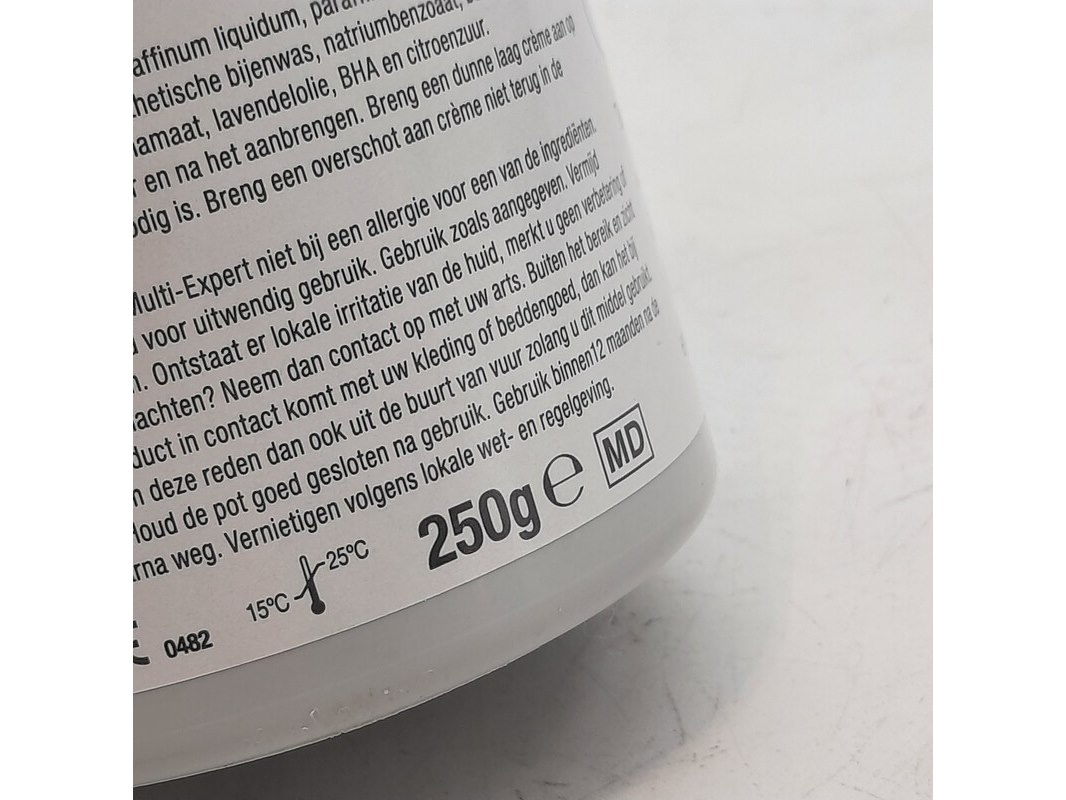 affinum liquidum, paraffi
thetische bijenwas, natriumbenzoaat,
amaat, lavendelolie, BHA en citroenzuur.
r en na het aanbrengen. Breng een dunne laag crème aan op
odig is. Breng een overschot aan crème niet terug in de
Multi-Expert niet bij een allergie voor een van de ingrediënten.
voor uitwendig gebruik. Gebruik zoals aangegeven. Vermijd
n. Ontstaat er lokale irritatie van de huid, merkt u geen verbetering of
achten? Neem dan contact op met uw arts. Buiten het bereik en zicht
duct in contact komt met uw kleding of beddengoed, dan kan het bij
m deze reden dan ook uit de buurt van vuur zolang u dit middel gebruikt.
Houd de pot goed gesloten na gebruik. Gebruik binnen12 maanden na de
arna weg. Vernietigen volgens lokale wet- en regelgeving.
250g e MD
15ºC 25ºC
0482